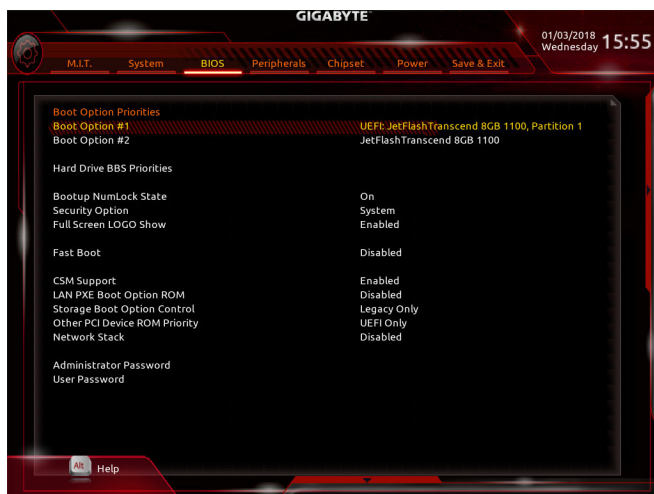 GIGABYTE
01/03/2018
Wednesday 15:55
M.I.T. System BIOS Peripherals Chipset Power Save & Exit
Boot Option Priorities
Boot Option #1 UEFI: JetFlashTranscend 8GB 1100, Partition 1
Boot Option #2 JetFlashTranscend 8GB 1100
Hard Drive BBS Priorities
Bootup NumLock State On
Security Option System
Full Screen LOGO Show Enabled
Fast Boot Disabled
CSM Support Enabled
LAN PXE Boot Option ROM Disabled
Storage Boot Option Control Legacy Only
Other PCI Device ROM Priority UEFI Only
Network Stack Disabled
Administrator Password
User Password
Alt Help